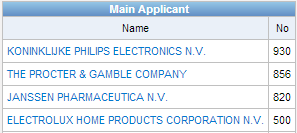 Main Applicant
Name No
KONINKLIJKE PHILIPS ELECTRONICS N.V. 930
THE PROCTER & GAMBLE COMPANY 856
JANSSEN PHARMACEUTICA N.V. 820
ELECTROLUX HOME PRODUCTS CORPORATION N.V. 500